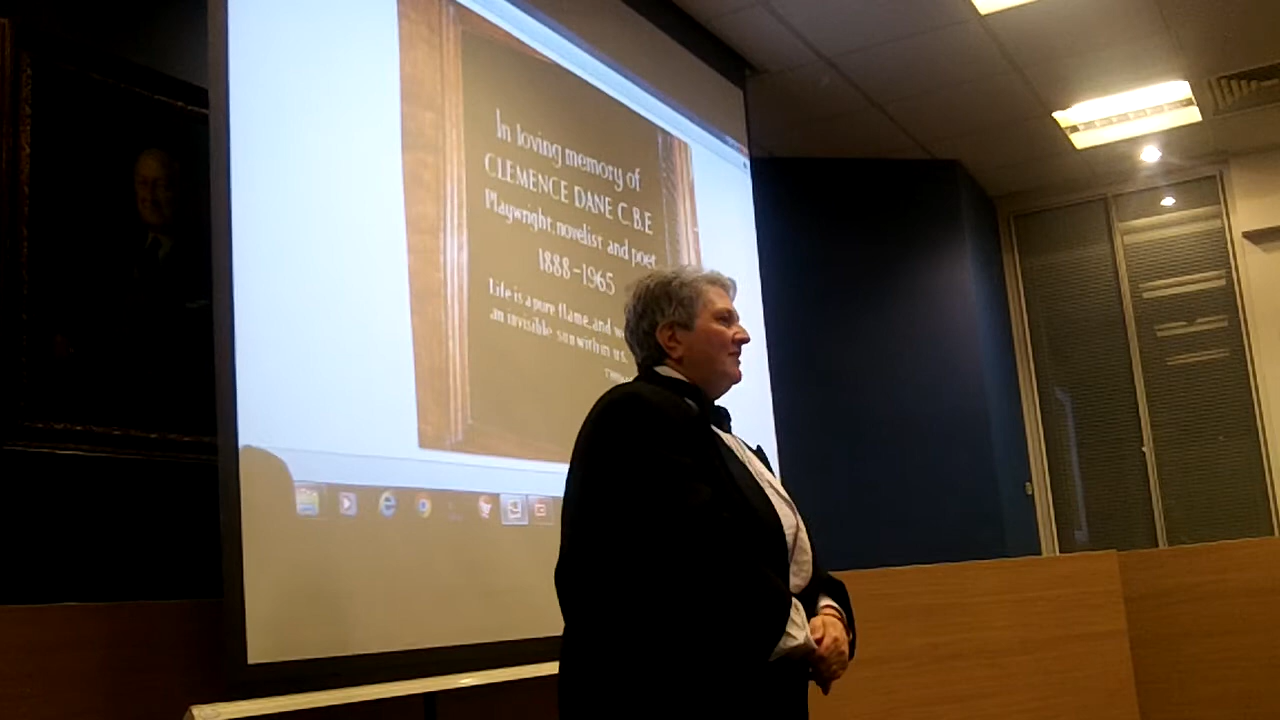 In loving memory of
CLEMENCE DANE C.B.E
Playwright, novelist and poet
1888-1965
Life is a pure flame, and we
an invisible sun within us.